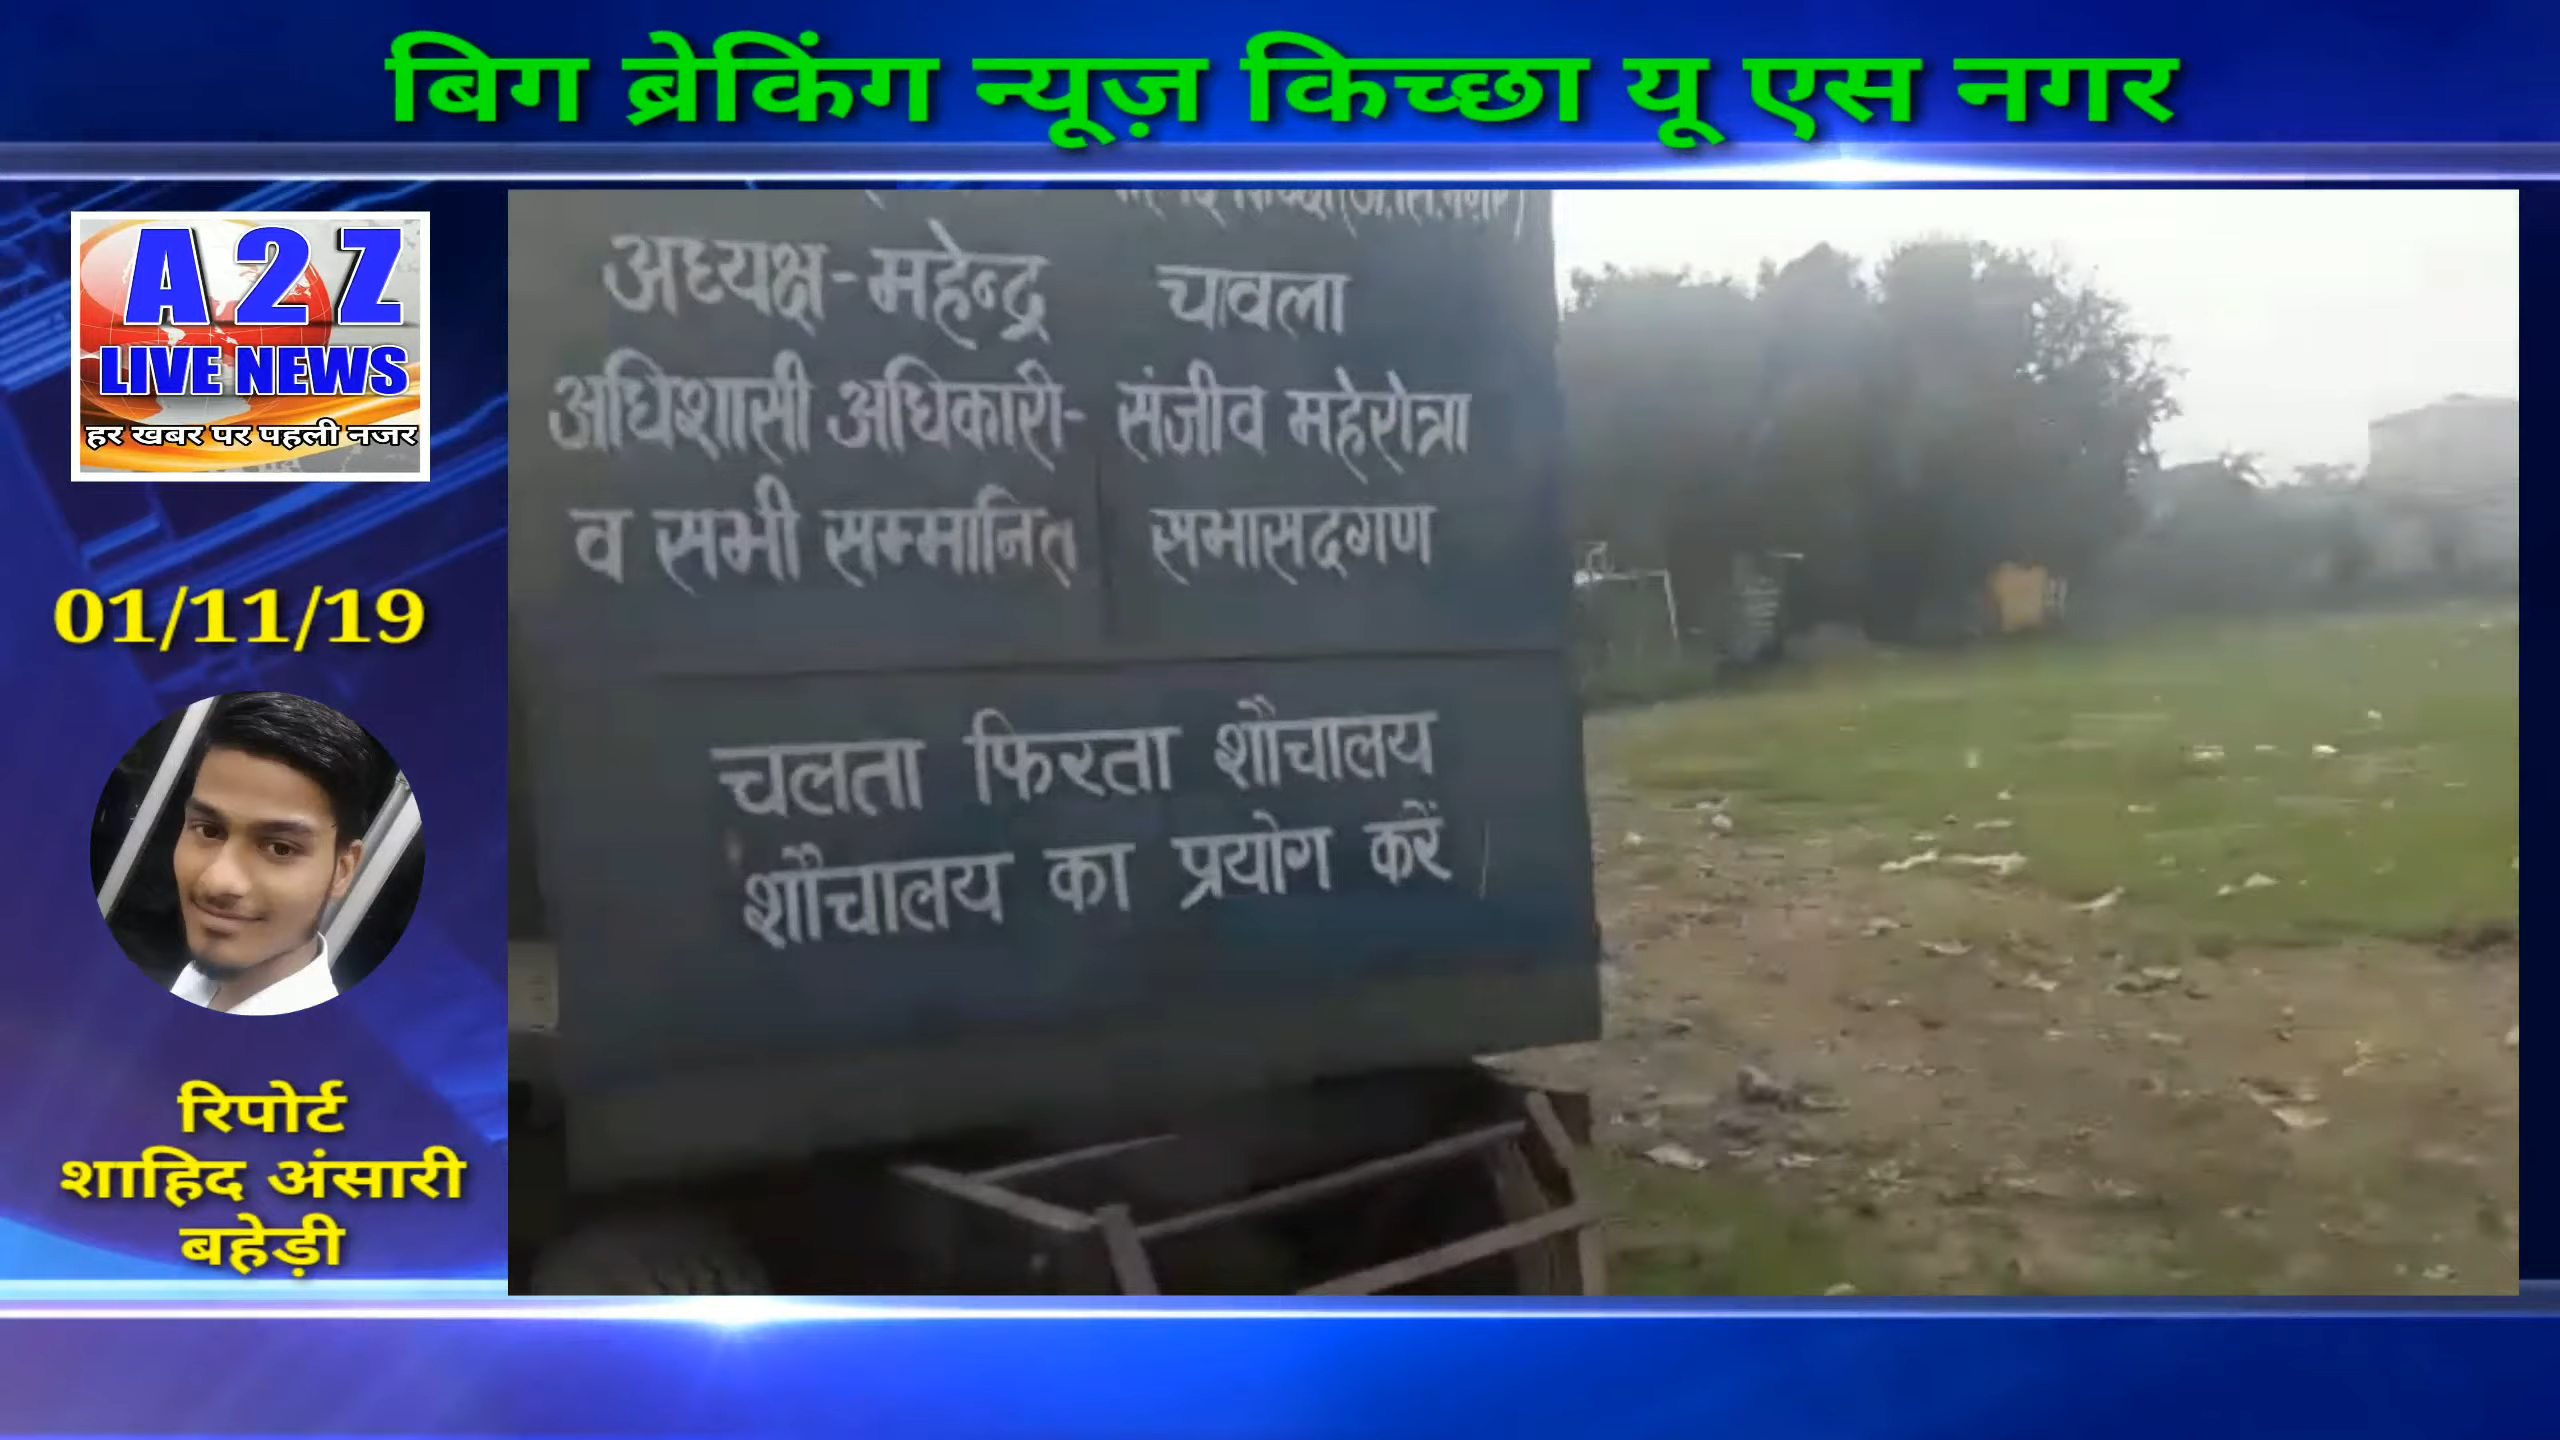 बिग ब्रेकिंग न्यूज़ किच्छा यू एस नगर
A 2 Z
LIVE NEWS
हर खबर पर पहली नजर
01/11/19
रिपोर्ट
शाहिद अंसारी
बहेड़ी
अध्यक्ष - महेन्द्र चावला
अधिशासी अधिकारी - संजीव महेरोत्रा
व सभी सम्मानित सभासदगण
चलता फिरता शौचालय
शौचालय का प्रयोग करें